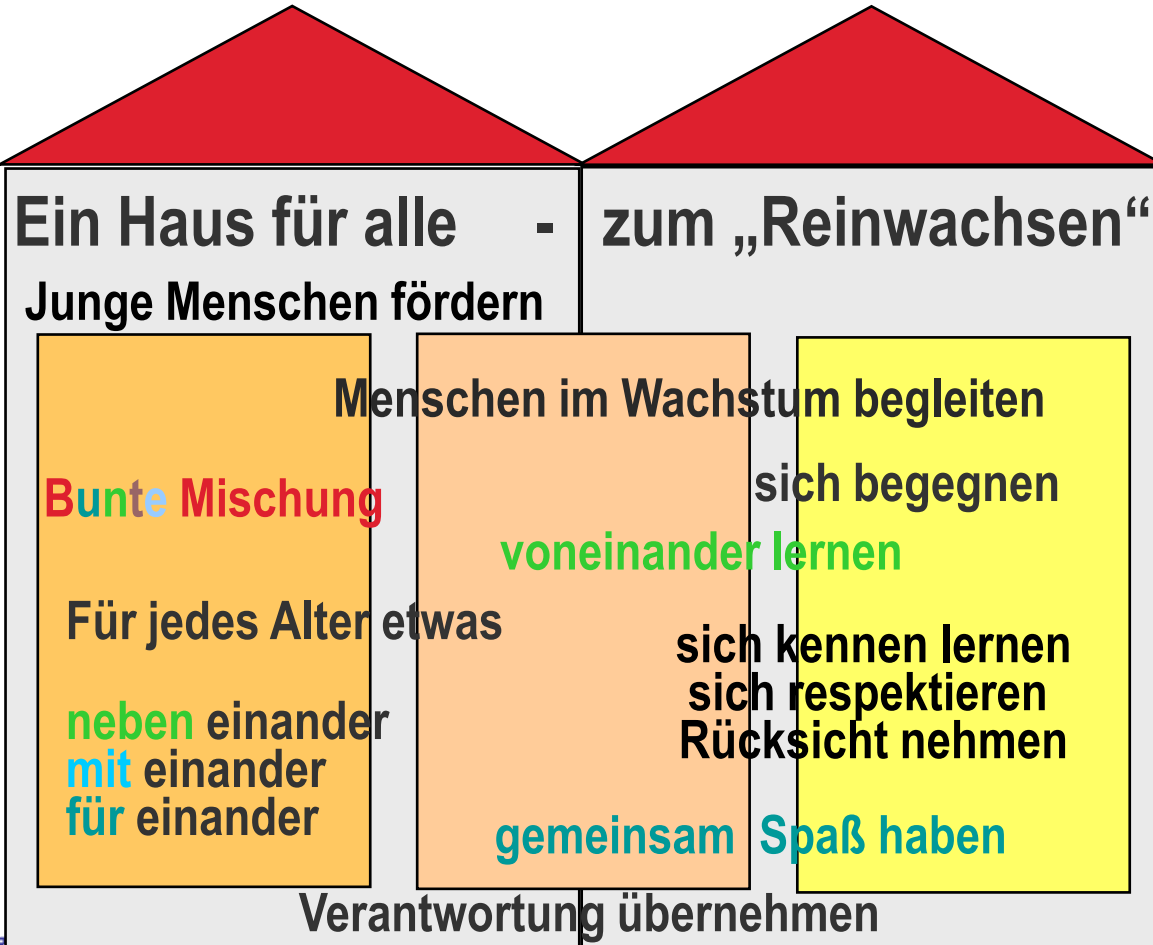 Ein Haus für alle - zum „Reinwachsen“
Junge Menschen fördern
Menschen im Wachstum begleiten
sich begegnen
Bunte Mischung
voneinander lernen
Für jedes Alter etwas
sich kennen lernen
sich respektieren
Rücksicht nehmen
neben einander
mit einander
für einander
gemeinsam Spaß haben
Verantwortung übernehmen